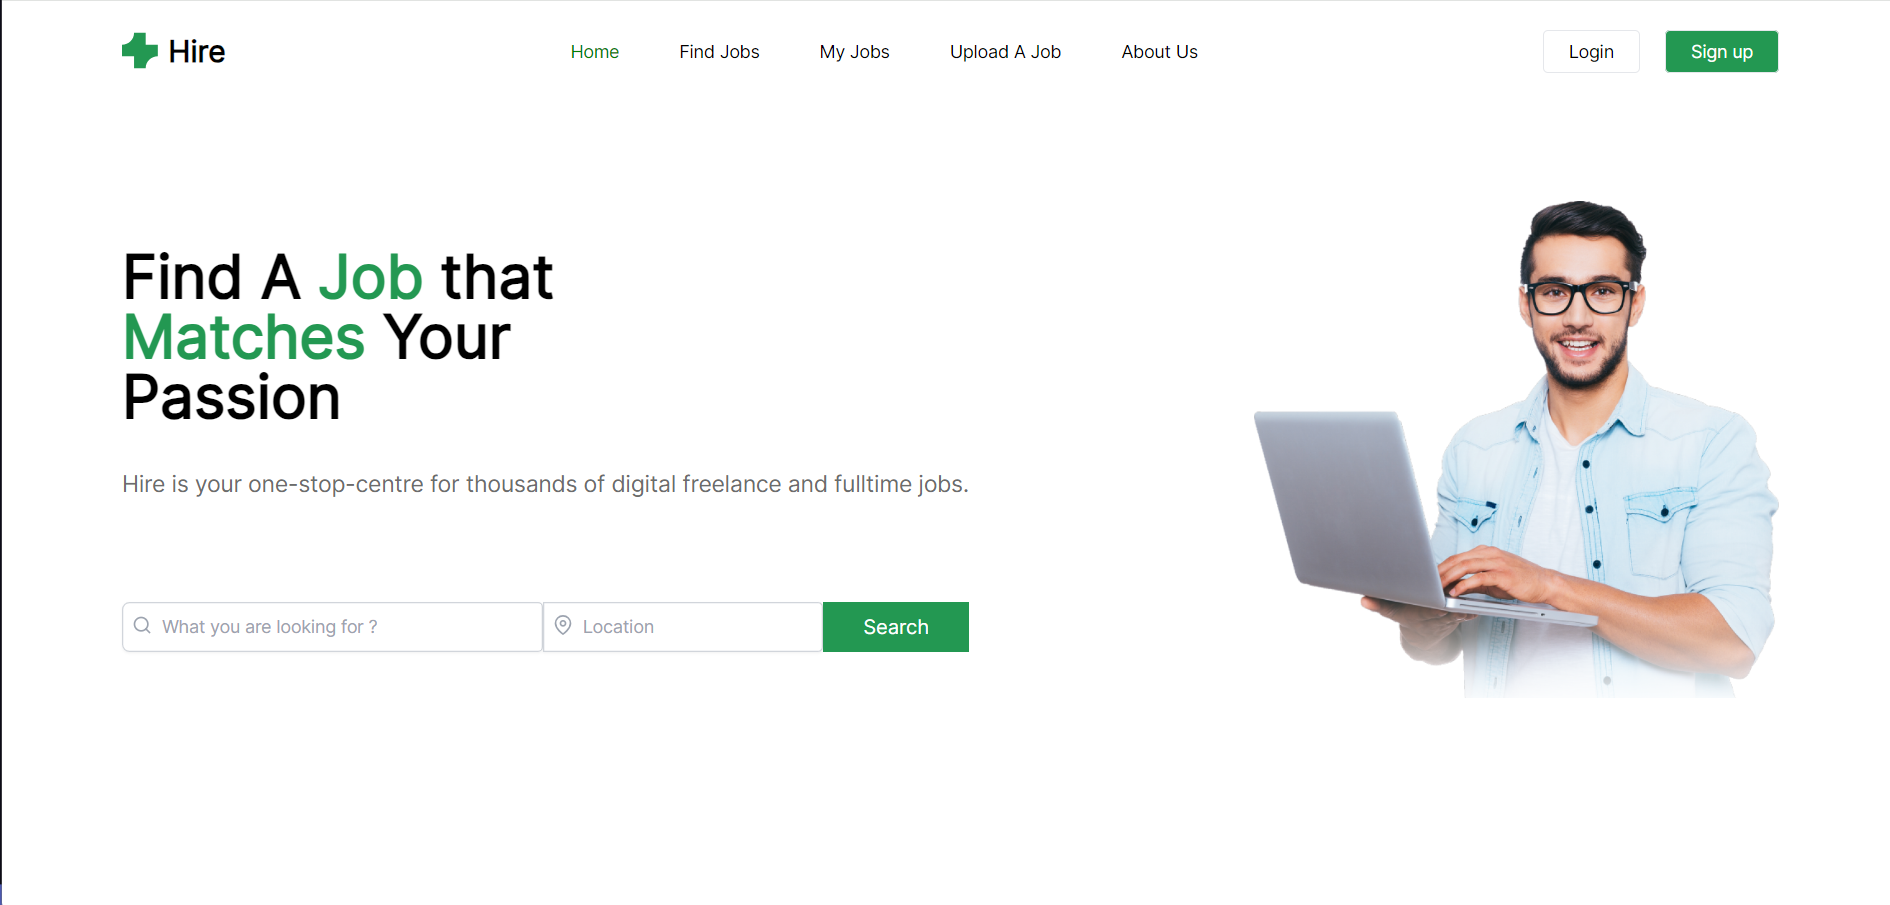 Hire
Home
Find Jobs
My Jobs
Upload A Job
About Us
Login
Sign up
Find A Job that
Matches Your
Passion
Hire is your one-stop-centre for thousands of digital freelance and fulltime jobs.
What you are looking for ?
Location
Search